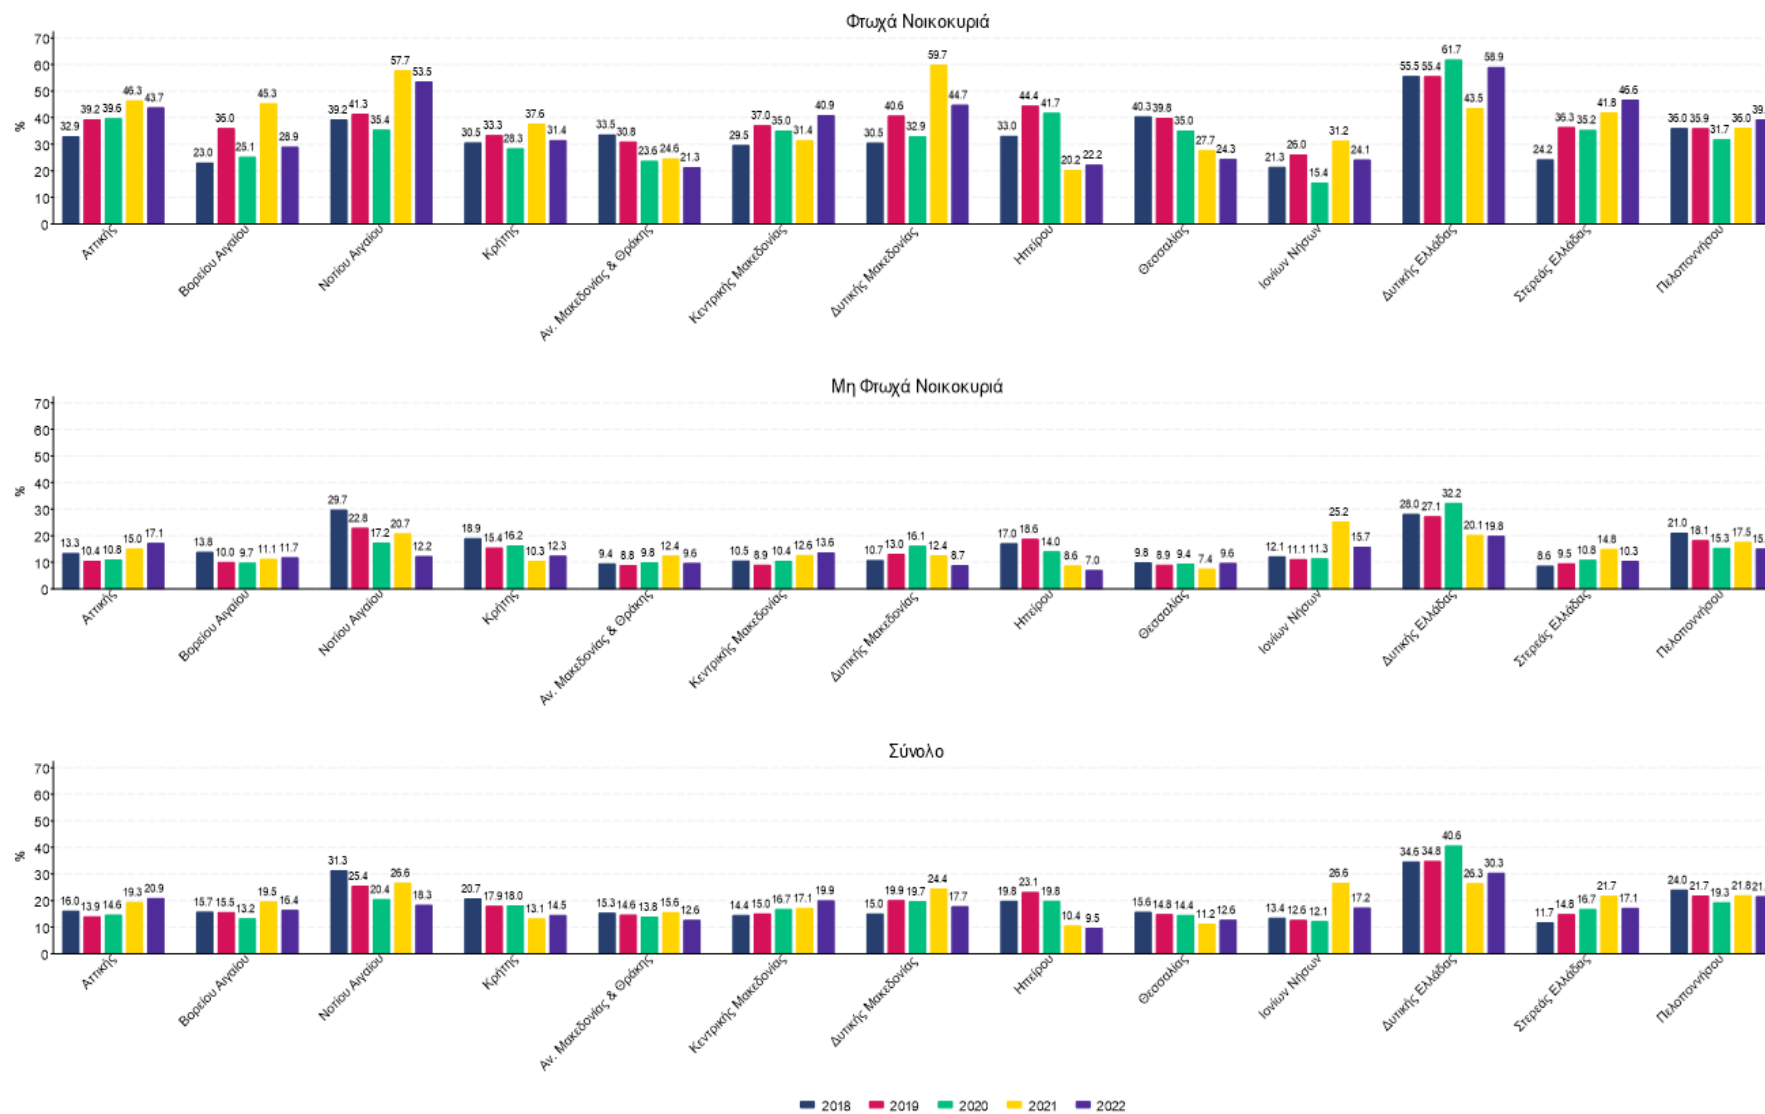 Φτωχά Νοικοκυριά
70
60
50
40
30
20
10
0
%
32.9 39.2 39.6 46.3 43.7
23.0 36.0 25.1 45.3 28.9
39.2 41.3 35.4 57.7 53.5
30.5 33.3 28.3 37.6 31.4
33.5 30.8 23.6 24.6 21.3
29.5 37.0 35.0 31.4 40.9
30.5 40.6 32.9 59.7 44.7
33.0 44.4 41.7 20.2 22.2
40.3 39.8 35.0 27.7 24.3
21.3 26.0 15.4 31.2 24.1
55.5 55.4 61.7 43.5 58.9
24.2 36.3 35.2 41.8 46.6
36.0 35.9 31.7 36.0 39.
Αττικής
Βορείου Αιγαίου
Νοτίου Αιγαίου
Κρήτης
Αν. Μακεδονίας & Θράκης
Κεντρικής Μακεδονίας
Δυτικής Μακεδονίας
Ηπείρου
Θεσσαλίας
Ιονίων Νήσων
Δυτικής Ελλάδας
Στερεάς Ελλάδας
Πελοποννήσου
Μη Φτωχά Νοικοκυριά
70
60
50
40
30
20
10
0
%
13.3 10.4 10.8 15.0 17.1
13.8 10.0 9.7 11.1 11.7
29.7 22.8 17.2 20.7 12.2
18.9 15.4 16.2 10.3 12.3
9.4 8.8 9.8 12.4 9.6
10.5 8.9 10.4 12.6 13.6
10.7 13.0 16.1 12.4 8.7
17.0 18.6 14.0 8.6 7.0
9.8 8.9 9.4 7.4 9.6
12.1 11.1 11.3 25.2 15.7
28.0 27.1 32.2 20.1 19.8
8.6 9.5 10.8 14.8 10.3
21.0 18.1 15.3 17.5 15.
Αττικής
Βορείου Αιγαίου
Νοτίου Αιγαίου
Κρήτης
Αν. Μακεδονίας & Θράκης
Κεντρικής Μακεδονίας
Δυτικής Μακεδονίας
Ηπείρου
Θεσσαλίας
Ιονίων Νήσων
Δυτικής Ελλάδας
Στερεάς Ελλάδας
Πελοποννήσου
Σύνολο
70
60
50
40
30
20
10
0
%
16.0 13.9 14.6 19.3 20.9
15.7 15.5 13.2 19.5 16.4
31.3 25.4 20.4 26.6 18.3
20.7 17.9 18.0 13.1 14.5
15.3 14.6 13.8 15.6 12.6
14.4 15.0 16.7 17.1 19.9
15.0 19.9 19.7 24.4 17.7
19.8 23.1 19.8 10.4 9.5
15.6 14.8 14.4 11.2 12.6
13.4 12.6 12.1 26.6 17.2
34.6 34.8 40.6 26.3 30.3
11.7 14.8 16.7 21.7 17.1
24.0 21.7 19.3 21.8 21.
Αττικής
Βορείου Αιγαίου
Νοτίου Αιγαίου
Κρήτης
Αν. Μακεδονίας & Θράκης
Κεντρικής Μακεδονίας
Δυτικής Μακεδονίας
Ηπείρου
Θεσσαλίας
Ιονίων Νήσων
Δυτικής Ελλάδας
Στερεάς Ελλάδας
Πελοποννήσου
2018 2019 2020 2021 2022